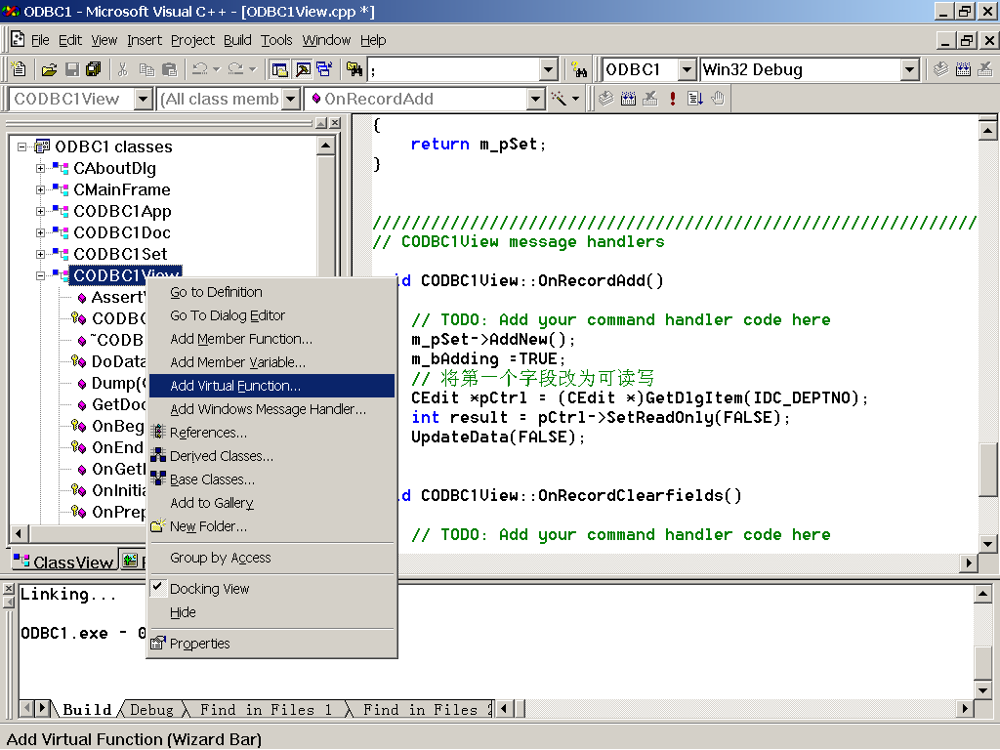 ODBC1 - Microsoft Visual C++ - [ODBC1View.cpp *]
File Edit View Insert Project Build Tools Window Help
; ODBC1 Win32 Debug
CODBC1View (All class memb OnRecordAdd
ODBC1 classes
CAboutDlg
CMainFrame
CODBC1App
CODBC1Doc
CODBC1Set
CODBC1View
Assert
CODBC
~CODB
DoData
Dump(
GetDoc
OnBeg
OnEnd
OnGet
OnInitia
OnPrep
ClassView
Go to Definition
Go To Dialog Editor
Add Member Function...
Add Member Variable...
Add Virtual Function...
Add Windows Message Handler...
References...
Derived Classes...
Base Classes...
Add to Gallery
New Folder...
Group by Access
Docking View
Hide
Properties
{
return m_pSet;
}
/////////////////////////////////////////////////////////////
// CODBC1View message handlers
id CODBC1View::OnRecordAdd()
// TODO: Add your command handler code here
m_pSet->AddNew();
m_bAdding =TRUE;
// 将第一个字段改为可读写
CEdit *pCtrl = (CEdit *)GetDlgItem(IDC_DEPTNO);
int result = pCtrl->SetReadOnly(FALSE);
UpdateData(FALSE);
d CODBC1View::OnRecordClearfields()
// TODO: Add your command handler code here
Linking...
ODBC1.exe - 0
Build Debug Find in Files 1 Find in Files 2
Add Virtual Function (Wizard Bar)